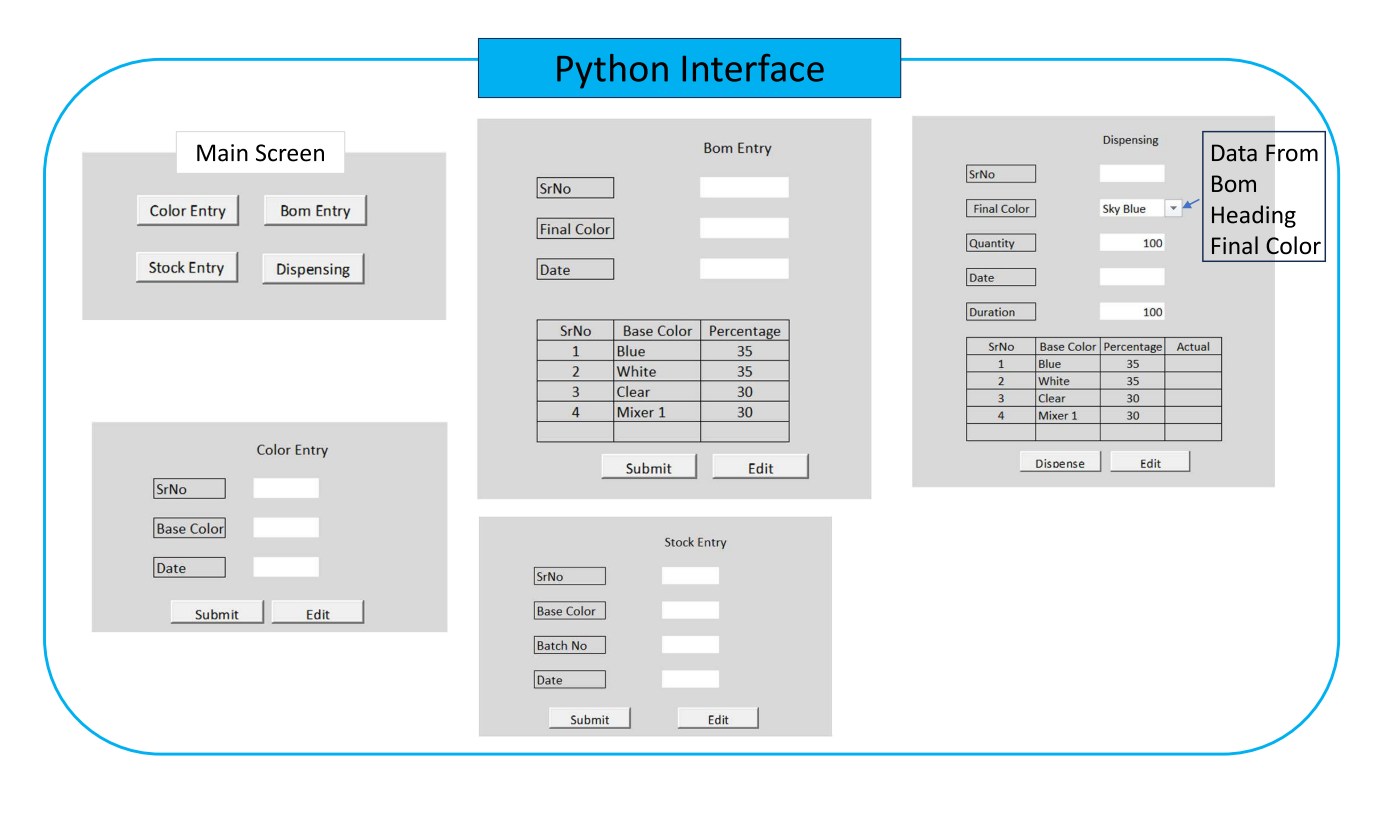 Python Interface
Main Screen
Color Entry Bom Entry
Stock Entry Dispensing
Color Entry
SrNo
Base Color
Date
Submit Edit
Bom Entry
SrNo
Final Color
Date
SrNo Base Color Percentage
1 Blue 35
2 White 35
3 Clear 30
4 Mixer 1 30
Submit Edit
Stock Entry
SrNo
Base Color
Batch No
Date
Submit Edit
Dispensing
SrNo
Final Color Sky Blue
Quantity 100
Date
Duration 100
SrNo Base Color Percentage Actual
1 Blue 35
2 White 35
3 Clear 30
4 Mixer 1 30
Dispense Edit
Data From
Bom
Heading
Final Color